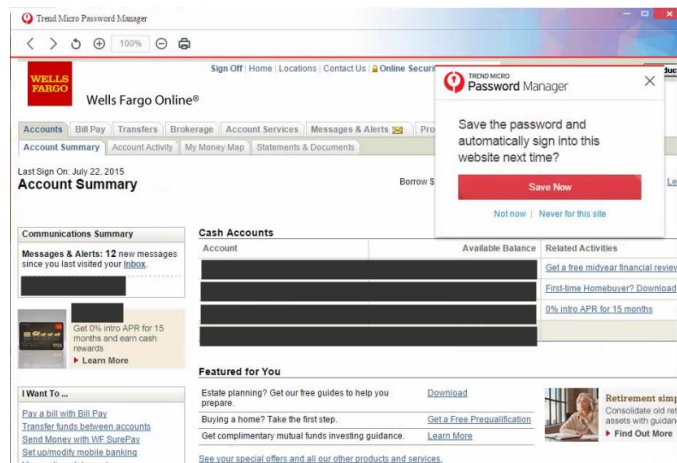 Trend Micro Password Manager
100%
Sign Off | Home | Locations | Contact Us | Online Securi
WELLS
FARGO
Wells Fargo Online®
TREND MICRO
Password Manager
Save the password and
automatically sign into this
website next time?
Save Now
Not now | Never for this site
Accounts Bill Pay Transfers Brokerage Account Services Messages & Alerts Pro
Account Summary Account Activity My Money Map Statements & Documents
Last Sign On: July 22, 2015
Account Summary
Borrow $
Le
Communications Summary
Messages & Alerts: 12 new messages
since you last visited your Inbox.
Get 0% intro APR for 15
months and earn cash
rewards
Learn More
I Want To ...
Pay a bill with Bill Pay
Transfer funds between accounts
Send Money with WF SurePay
Set up/modify mobile banking
Cash Accounts
Account Available Balance Related Activities
Get a free midyear financial review
First-time Homebuyer? Download
0% intro APR for 15 months
Featured for You
Estate planning? Get our free guides to help you
prepare.
Download
Buying a home? Take the first step. Get a Free Prequalification
Get complimentary mutual funds investing guidance. Learn More
See your special offers and all our other products and services.
Retirement simp
Consolidate old ret
assets with guidan
Find Out More